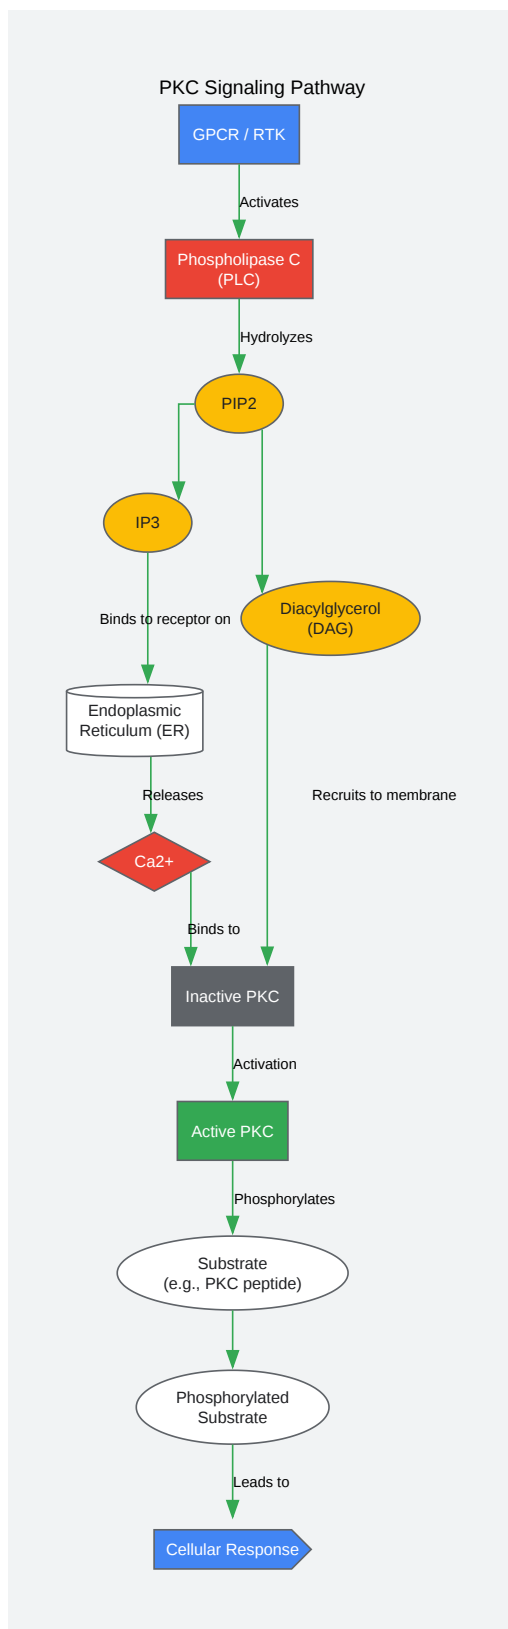 PKC Signaling Pathway
GPCR / RTK
Activates
Phospholipase C
(PLC)
Hydrolyzes
PIP2
IP3
Diacylglycerol
(DAG)
Binds to receptor on
Endoplasmic
Reticulum (ER)
Releases
Recruits to membrane
Ca2+
Binds to
Inactive PKC
Activation
Active PKC
Phosphorylates
Substrate
(e.g., PKC peptide)
Phosphorylated
Substrate
Leads to
Cellular Response